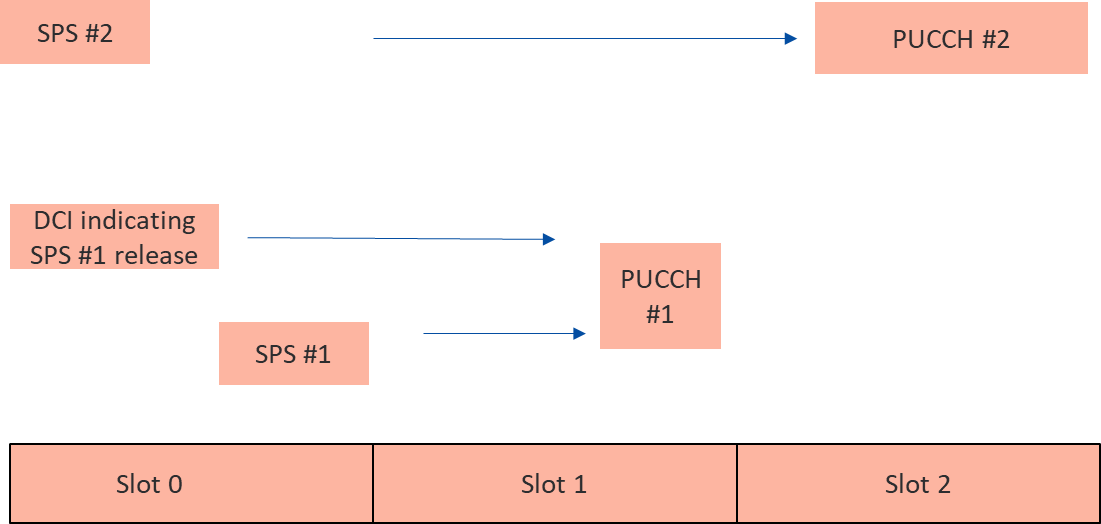 SPS #2
PUCCH #2
DCI indicating
SPS #1 release
PUCCH
#1
SPS #1
Slot 0
Slot 1
Slot 2